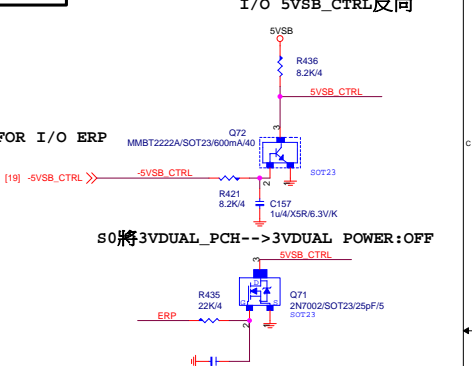 I/O 5VSB_CTRL反向
5VSB
R436
8.2K/4
5VSB_CTRL
3
FOR I/O ERP
Q72
MMBT2222A/SOT23/600mA/40
C
[19] -5VSB_CTRL
-5VSB_CTRL
SOT23
2
1
R421
8.2K/4
C157
1u/4/X5R/6.3V/K
S0將3VDUAL_PCH-->3VDUAL POWER:OFF
5VSB_CTRL
3
R435
22K/4
D
G
S
Q71
2N7002/SOT23/25pF/5
SOT23
ERP
2
1